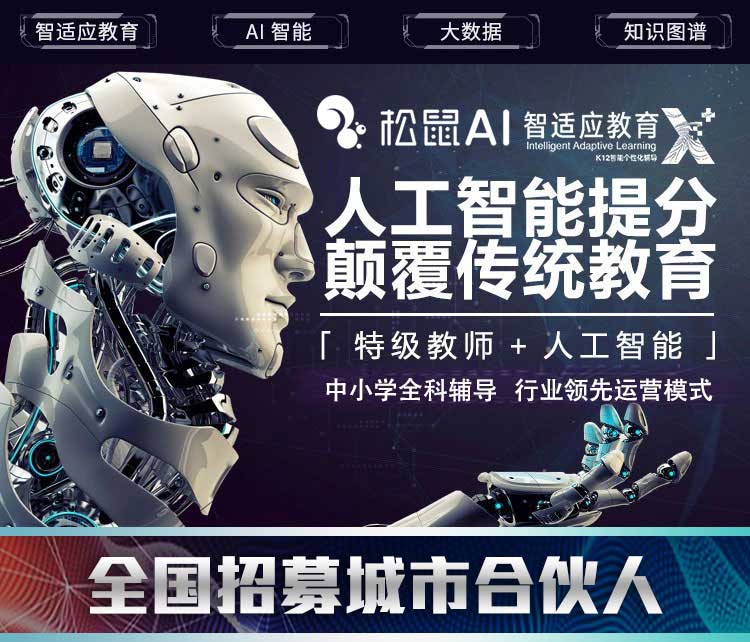 智适应教育
AI 智能
大数据
知识图谱
松鼠AI 智适应教育
Intelligent Adaptive Learning
K12智能个性化辅导
人工智能提分
颠覆传统教育
「 特级教师 + 人工智能 」
中小学全科辅导 行业领先运营模式
全国招募城市合伙人